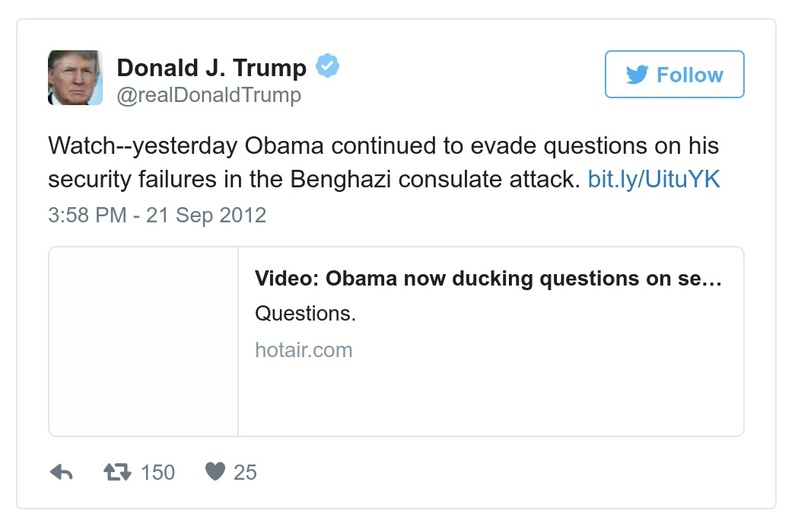 Donald J. Trump
@realDonaldTrump
Follow
Watch--yesterday Obama continued to evade questions on his
security failures in the Benghazi consulate attack. bit.ly/UituYK
3:58 PM - 21 Sep 2012
Video: Obama now ducking questions on se...
Questions.
hotair.com
150
25